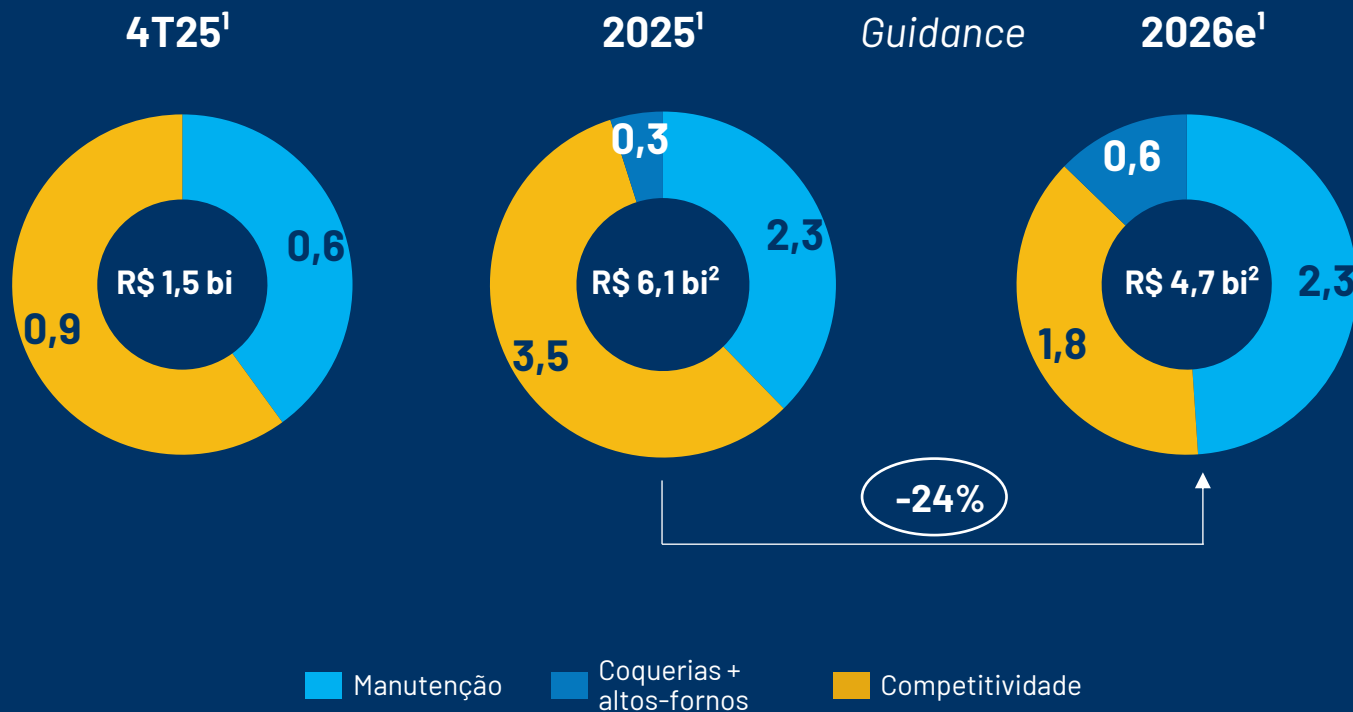 4T25¹
2025¹
Guidance
2026e¹
0,6
0,9
R$ 1,5 bi
0,3
2,3
3,5
R$ 6,1 bi²
0,6
2,3
1,8
R$ 4,7 bi²
-24%
Manutenção
Coquerias +
altos-fornos
Competitividade